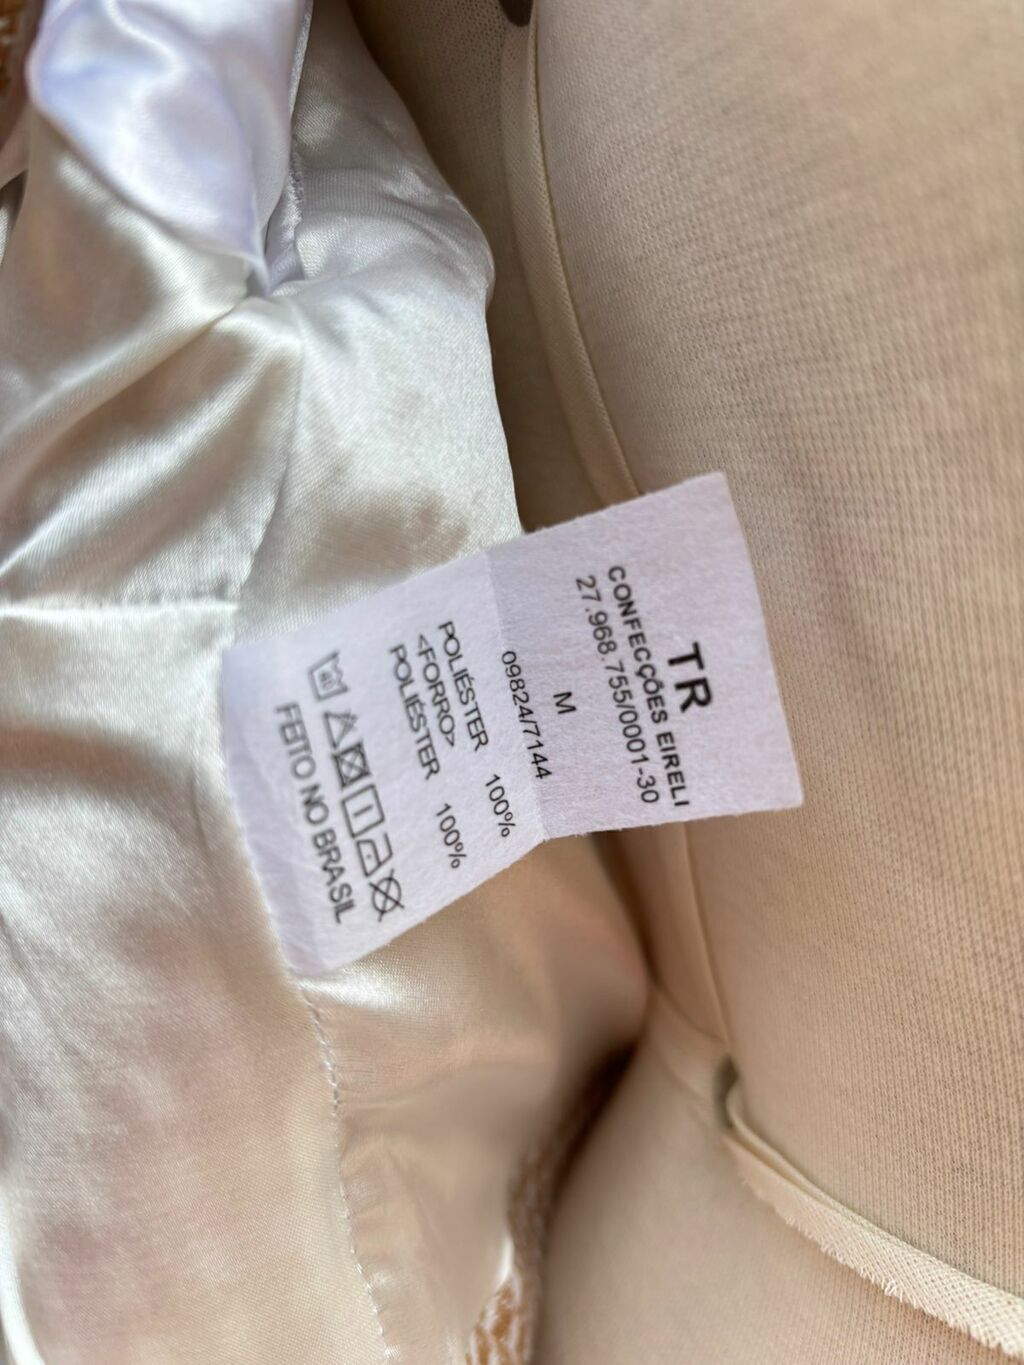 TR
CONFECÇÕES EIRELI
27.968.755/0001-30
M
09824/7144
POLIÉSTER 100%
<FORRO>
POLIÉSTER 100%
FEITO NO BRASIL